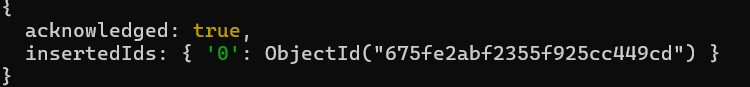 {
  acknowledged: true,
  insertedIds: { '0': ObjectId("675fe2abf2355f925cc449cd") }
}